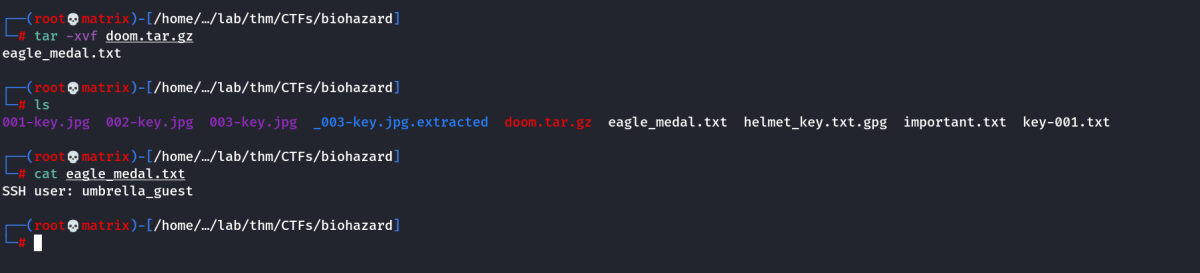 ┌──(root💀matrix)-[/home/…/lab/thm/CTFs/biohazard]
└─# tar -xvf doom.tar.gz
eagle_medal.txt
┌──(root💀matrix)-[/home/…/lab/thm/CTFs/biohazard]
└─# ls
001-key.jpg  002-key.jpg  003-key.jpg  _003-key.jpg.extracted  doom.tar.gz  eagle_medal.txt  helmet_key.txt.gpg  important.txt  key-001.txt
┌──(root💀matrix)-[/home/…/lab/thm/CTFs/biohazard]
└─# cat eagle_medal.txt
SSH user: umbrella_guest
┌──(root💀matrix)-[/home/…/lab/thm/CTFs/biohazard]
└─#